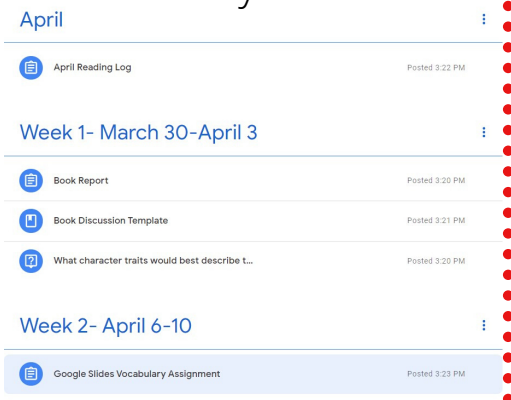 April
April Reading Log Posted 3:22 PM
Week 1- March 30-April 3
Book Report Posted 3:20 PM
Book Discussion Template Posted 3:21 PM
What character traits would best describe t... Posted 3:20 PM
Week 2- April 6-10
Google Slides Vocabulary Assignment Posted 3:23 PM